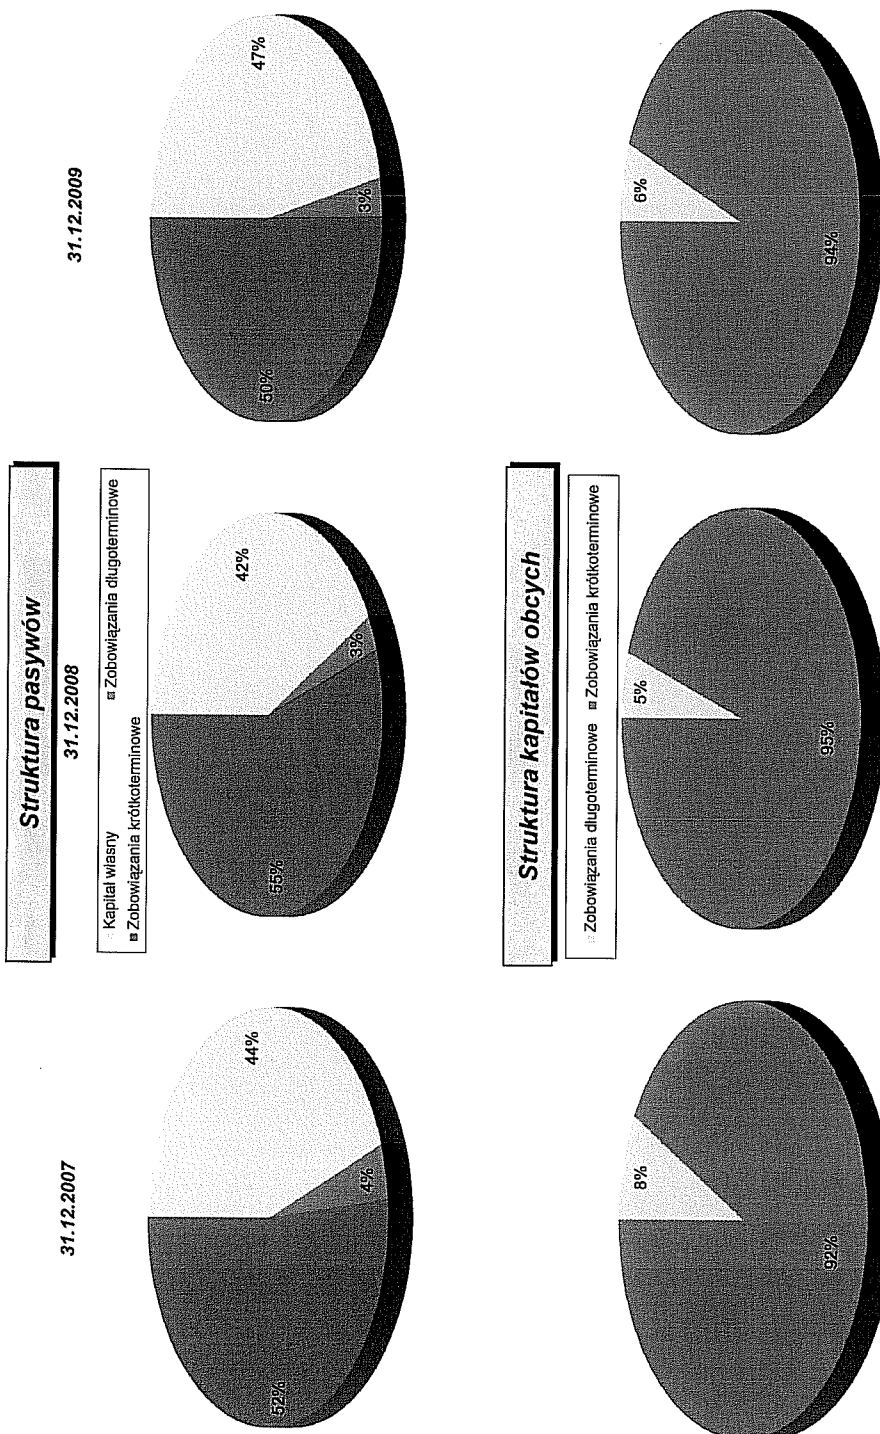 Struktura pasywów
31.12.2007
31.12.2008
31.12.2009
Kapitał własny
Zobowiązania długoterminowe
Zobowiązania krótkoterminowe
44%
4%
52%
42%
3%
55%
47%
3%
50%
Struktura kapitałów obcych
Zobowiązania długoterminowe
Zobowiązania krótkoterminowe
8%
92%
5%
95%
6%
94%